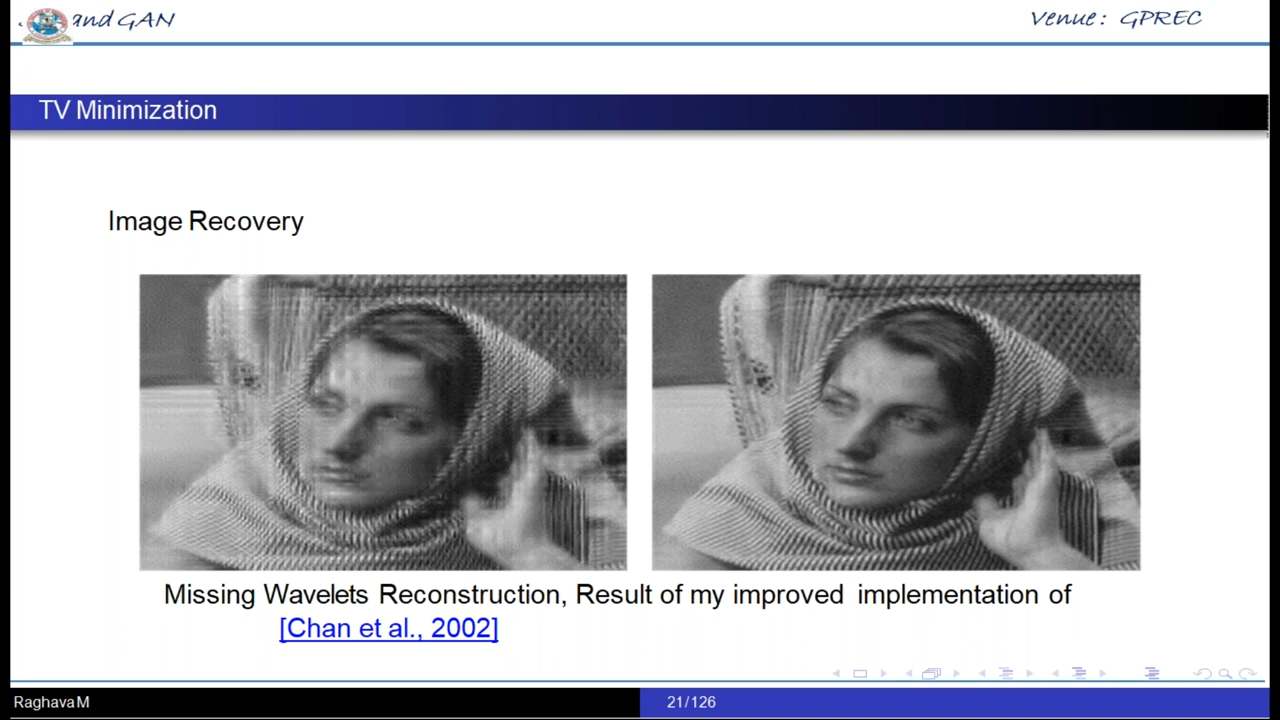 and GAN
Venue: GPREC
TV Minimization
Image Recovery
Missing Wavelets Reconstruction, Result of my improved implementation of
[Chan et al., 2002]
Raghava M
21/126